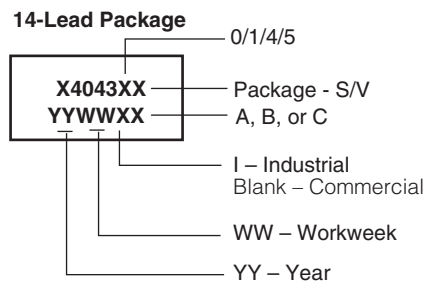 14-Lead Package
0/1/4/5
X4043XX
Package - S/V
YYWWXX
A, B, or C
I – Industrial
Blank – Commercial
WW – Workweek
YY – Year